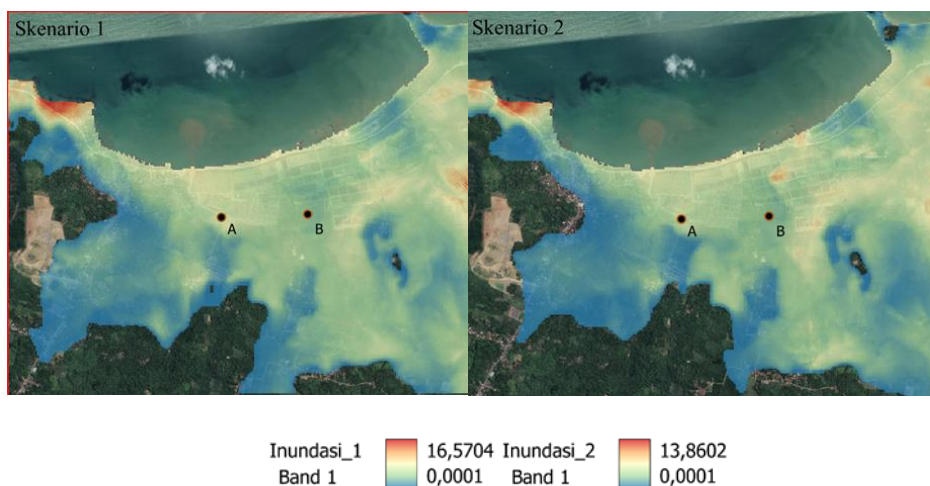 Skenario 1
Skenario 2
A
B
A
B
Inundasi_1 16,5704 Inundasi_2 13,8602
Band 1 0,0001 Band 1 0,0001